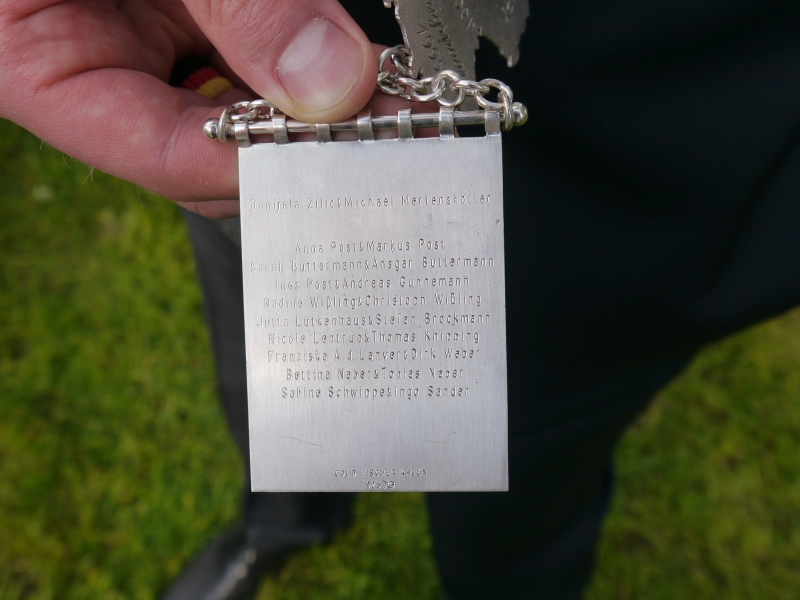 Danijela Zilic&Michael Mertenskötter
Anna Post&Markus Post
Sarah Buttermann&Ansgar Buttermann
Ines Post&Andreas Gunnemann
Nadine Wißling&Christoph Wißling
Jutta Lütkenhaus&Stefan Brockmann
Nicole Lentrup&Thomas Knipping
Franziska A.d.Lanver&Dirk Weber
Bettina Naber&Tobias Naber
Sabine Schwippe&Ingo Sander